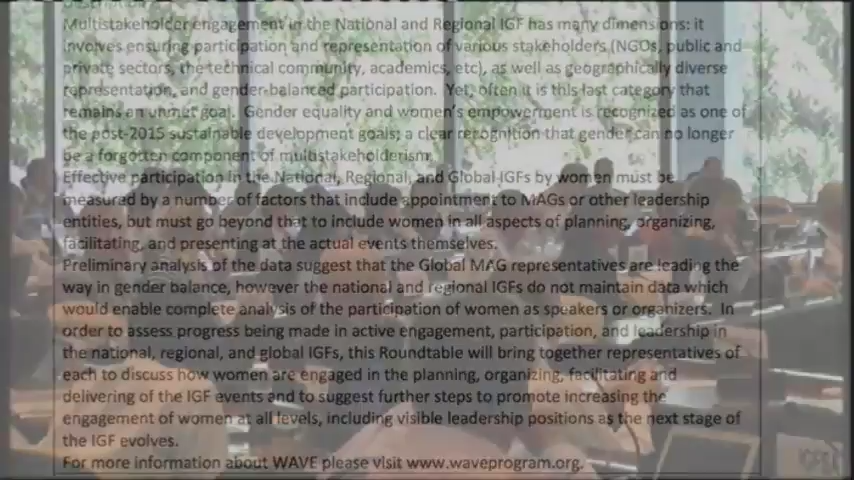 Description
Multistakeholder engagement in the National and Regional IGF has many dimensions: it
involves ensuring participation and representation of various stakeholders (NGOs, public and
private sectors, the technical community, academics, etc), as well as geographically diverse
representation, and gender-balanced participation. Yet, often it is this last category that
remains an unmet goal. Gender equality and women's empowerment is recognized as one of
the post-2015 sustainable development goals; a clear recognition that gender can no longer
be a forgotten component of multistakeholderism.
Effective participation in the National, Regional, and Global IGFs by women must be
measured by a number of factors that include appointment to MAGs or other leadership
entities, but must go beyond that to include women in all aspects of planning, organizing,
facilitating, and presenting at the actual events themselves.
Preliminary analysis of the data suggest that the Global MAG representatives are leading the
way in gender balance, however the national and regional IGFs do not maintain data which
would enable complete analysis of the participation of women as speakers or organizers. In
order to assess progress being made in active engagement, participation, and leadership in
the national, regional, and global IGFs, this Roundtable will bring together representatives of
each to discuss how women are engaged in the planning, organizing, facilitating and
delivering of the IGF events and to suggest further steps to promote increasing the
engagement of women at all levels, including visible leadership positions as the next stage of
the IGF evolves.
For more information about WAVE please visit www.waveprogram.org.